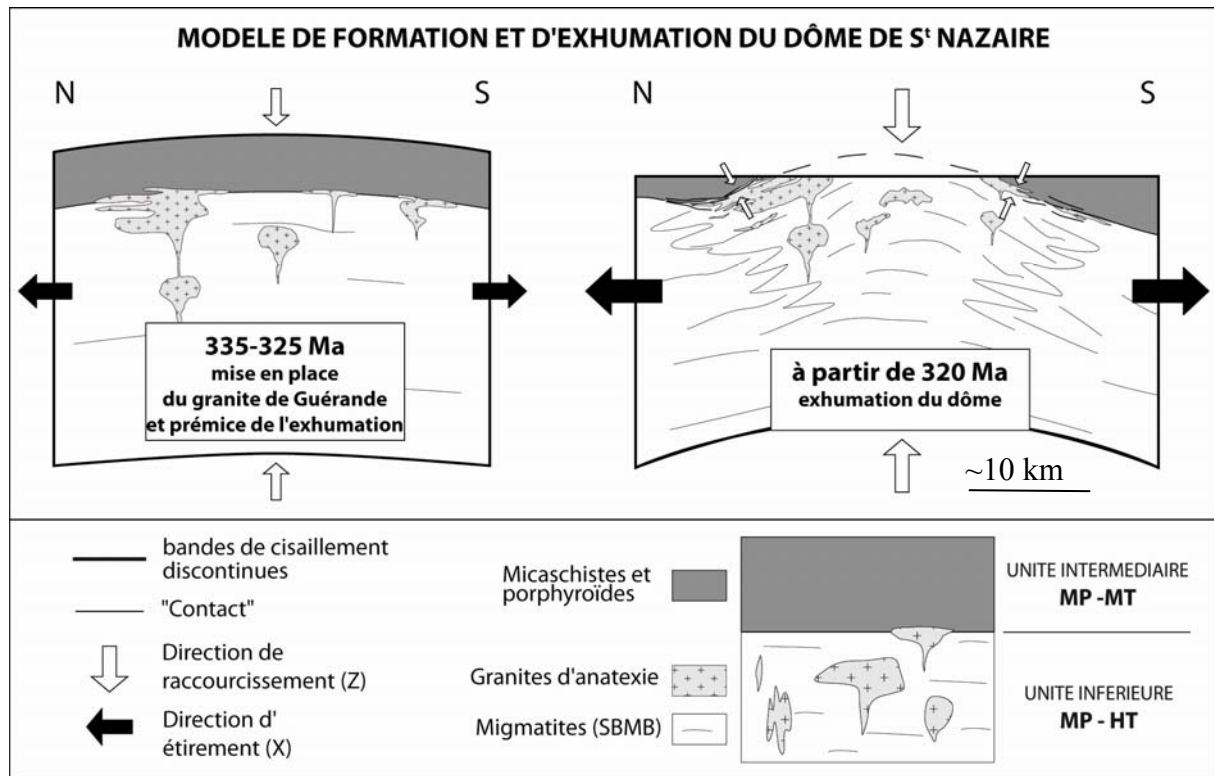 MODELE DE FORMATION ET D'EXHUMATION DU DÔME DE Sᵗ NAZAIRE
N
S
N
S
335-325 Ma
mise en place
du granite de Guérande
et prémice de l'exhumation
à partir de 320 Ma
exhumation du dôme
~10 km
bandes de cisaillement
discontinues
"Contact"
Direction de
raccourcissement (Z)
Direction d'
étirement (X)
Micaschistes et
porphyroïdes
Granites d'anatexie
Migmatites (SBMB)
UNITE INTERMEDIAIRE
MP -MT
UNITE INFERIEURE
MP - HT